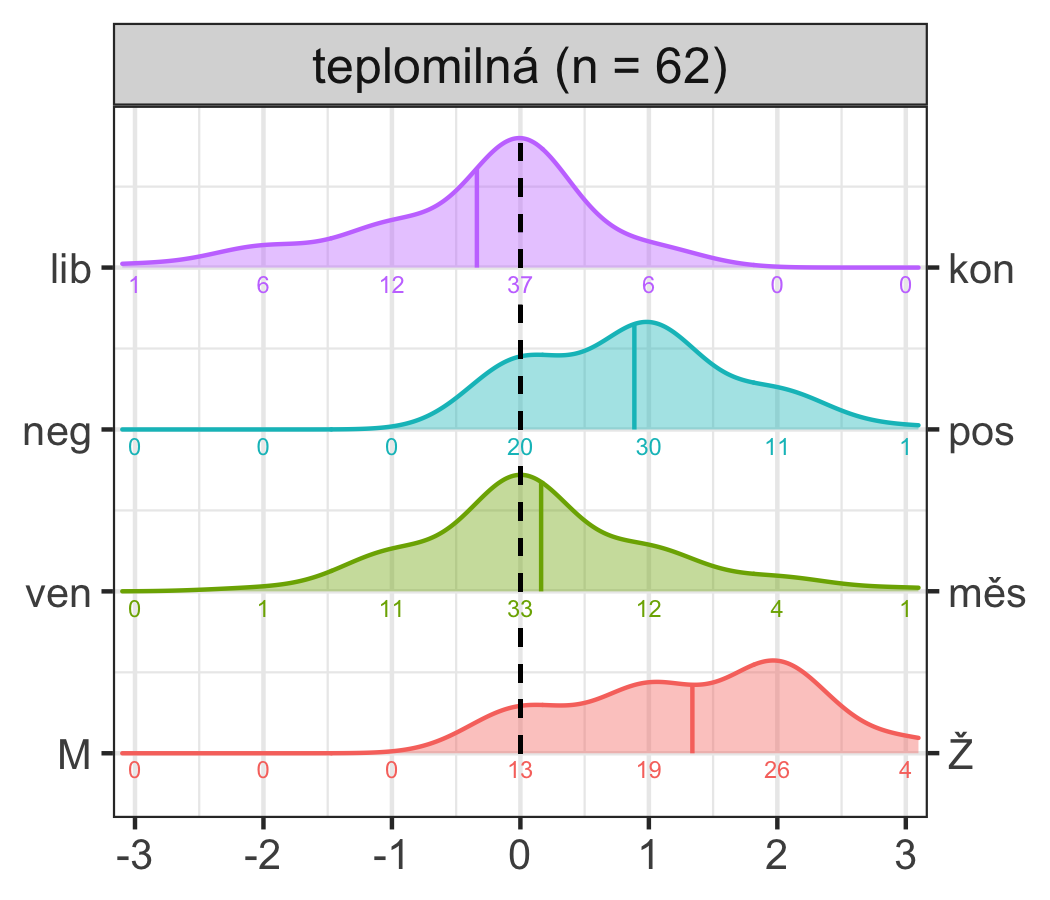 teplomilná (n = 62)
lib kon
1 6 12 37 6 0 0
neg pos
0 0 0 20 30 11 1
ven měs
0 1 11 33 12 4 1
M Ž
0 0 0 13 19 26 4
-3 -2 -1 0 1 2 3